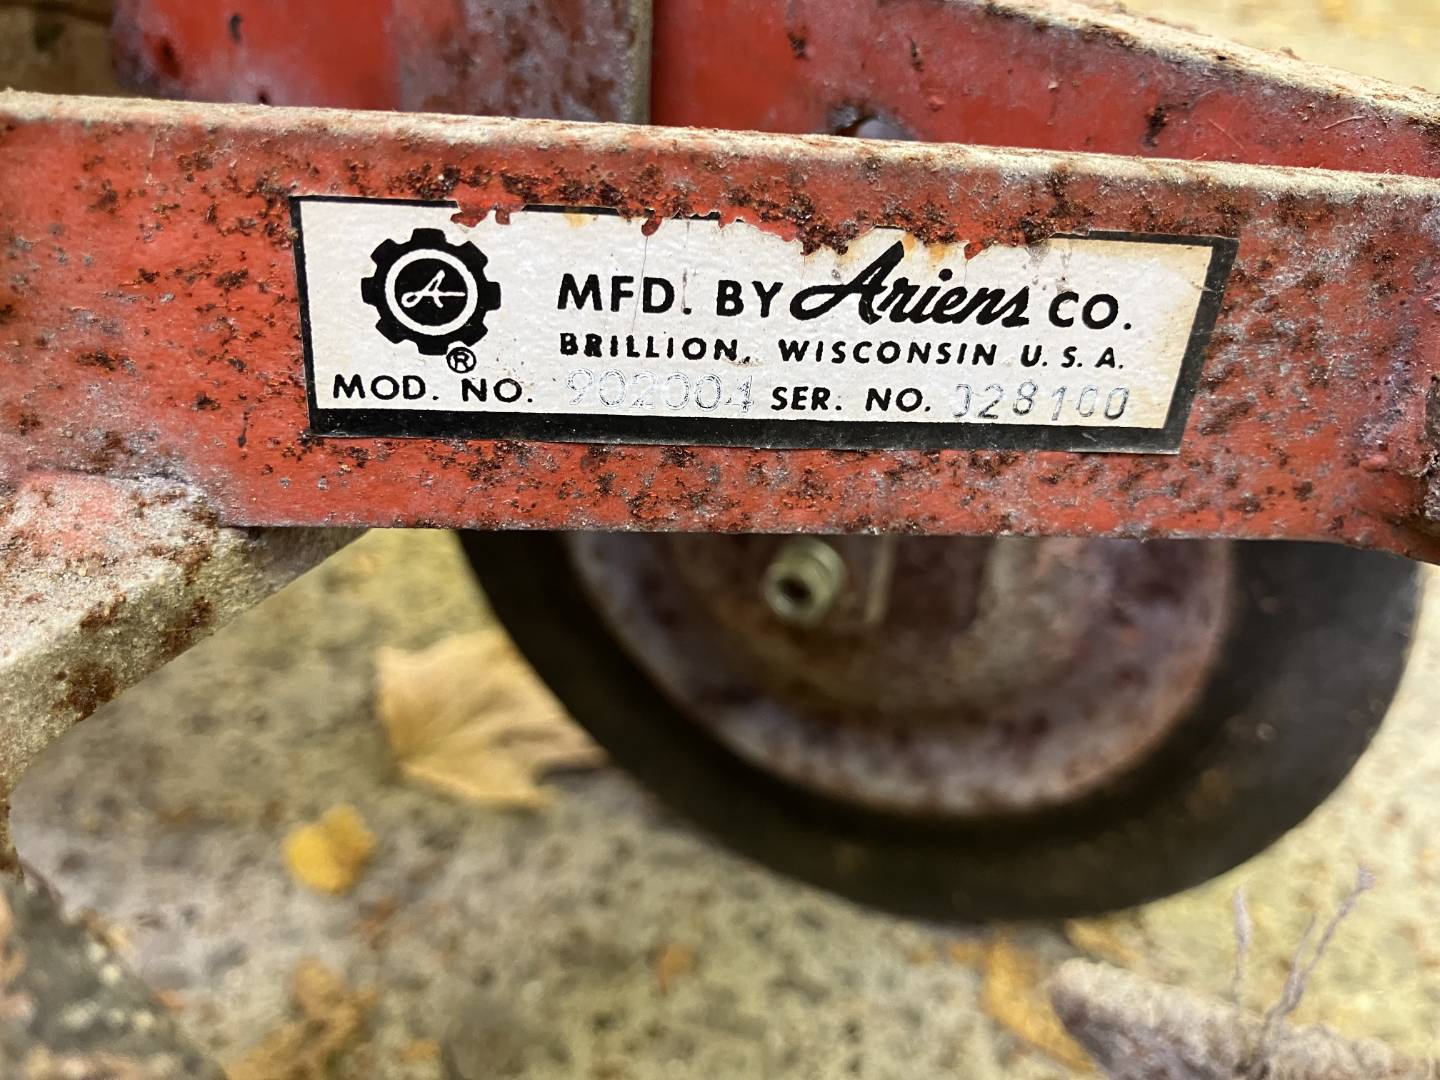 A
MFD. BY Ariens CO.
®
BRILLION, WISCONSIN U. S. A.
MOD. NO. 902004 SER. NO. 028100